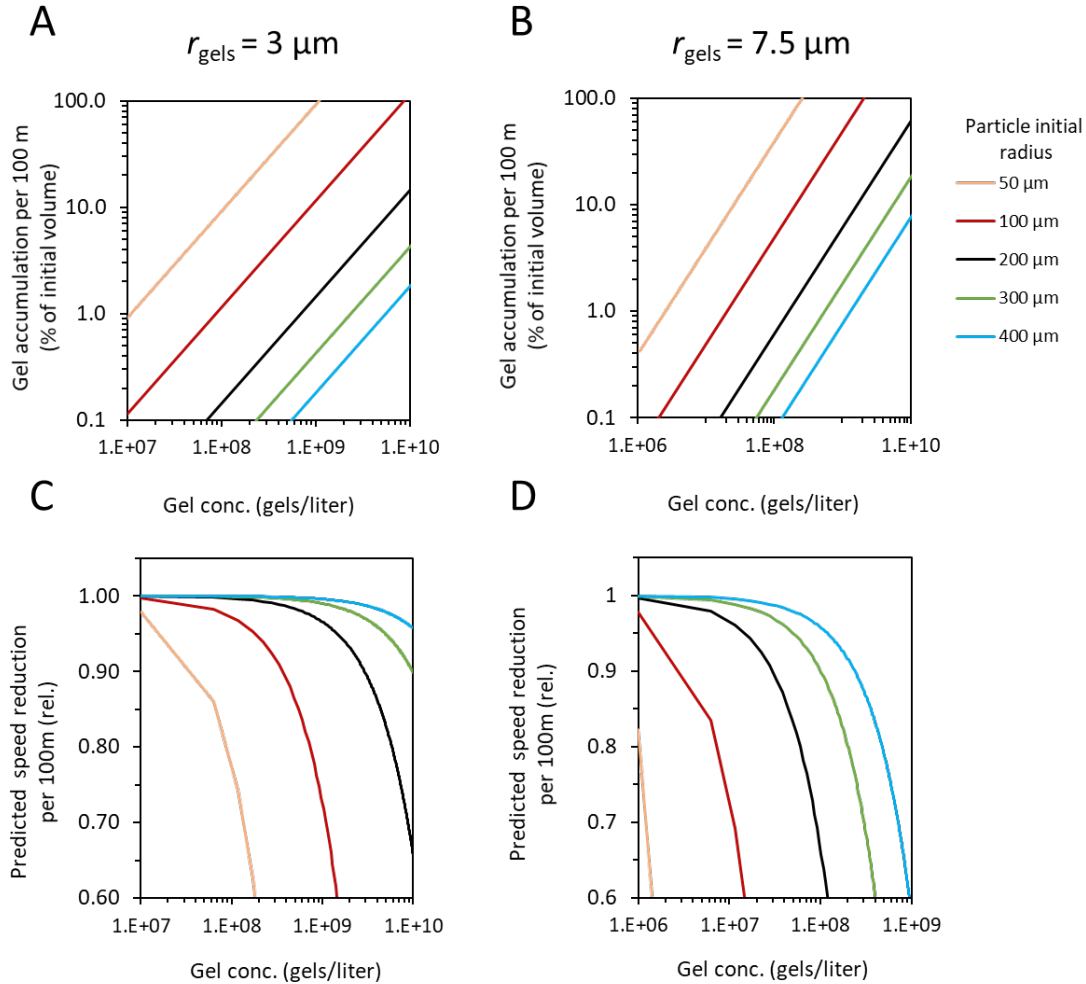 A
r gels = 3 μm
Gel accumulation per 100 m
(% of initial volume)
100.0
10.0
1.0
0.1
1.E+07
1.E+08
1.E+09
1.E+10
Gel conc. (gels/liter)
B
r gels = 7.5 μm
Gel accumulation per 100 m
(% of initial volume)
100.0
10.0
1.0
0.1
1.E+06
1.E+08
1.E+10
Gel conc. (gels/liter)
Particle initial
radius
50 μm
100 μm
200 μm
300 μm
400 μm
C
Predicted speed reduction
per 100m (rel.)
1.00
0.90
0.80
0.70
0.60
1.E+07
1.E+08
1.E+09
1.E+10
Gel conc. (gels/liter)
D
Predicted speed reduction
per 100m (rel.)
1
0.9
0.8
0.7
0.6
1.E+06
1.E+07
1.E+08
1.E+09
Gel conc. (gels/liter)